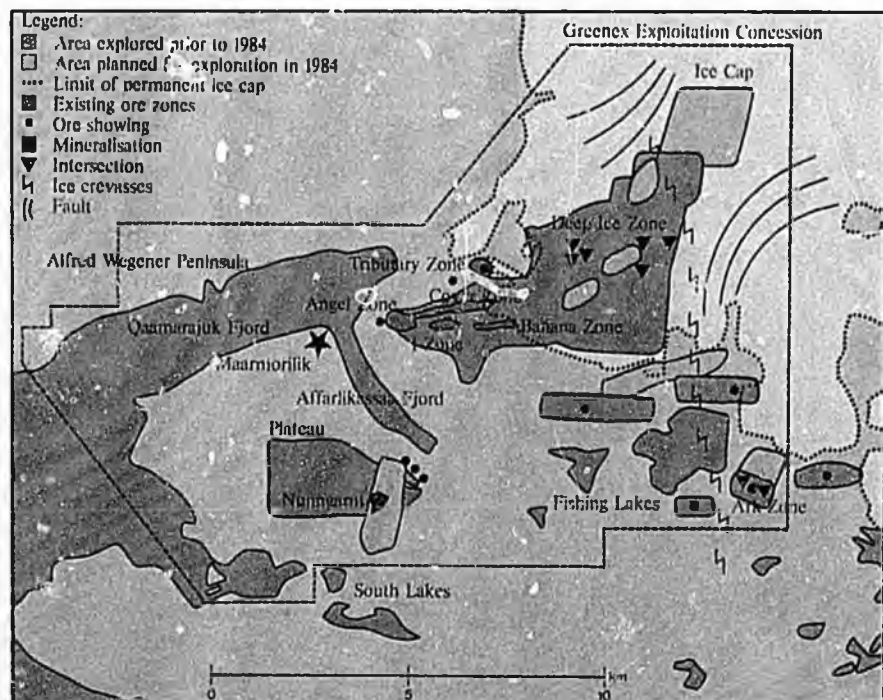 Legend:
Area explored prior to 1984
Area planned exploration in 1984
Limit of permanent ice cap
Existing ore zones
Ore showing
Mineralisation
Intersection
Ice crevasses
Fault
Greenex Exploitation Concession
Ice Cap
Deep Ice Zone
Alfred Wegener Peninsula
Tributary Zone
Angel Zone
Zone
Qaamarajuk Fjord
Banana Zone
I Zone
Maarmorilik
Affarlikassaa Fjord
Plateau
Fishing Lakes
Ark Zone
South Lakes
0 5 10 km